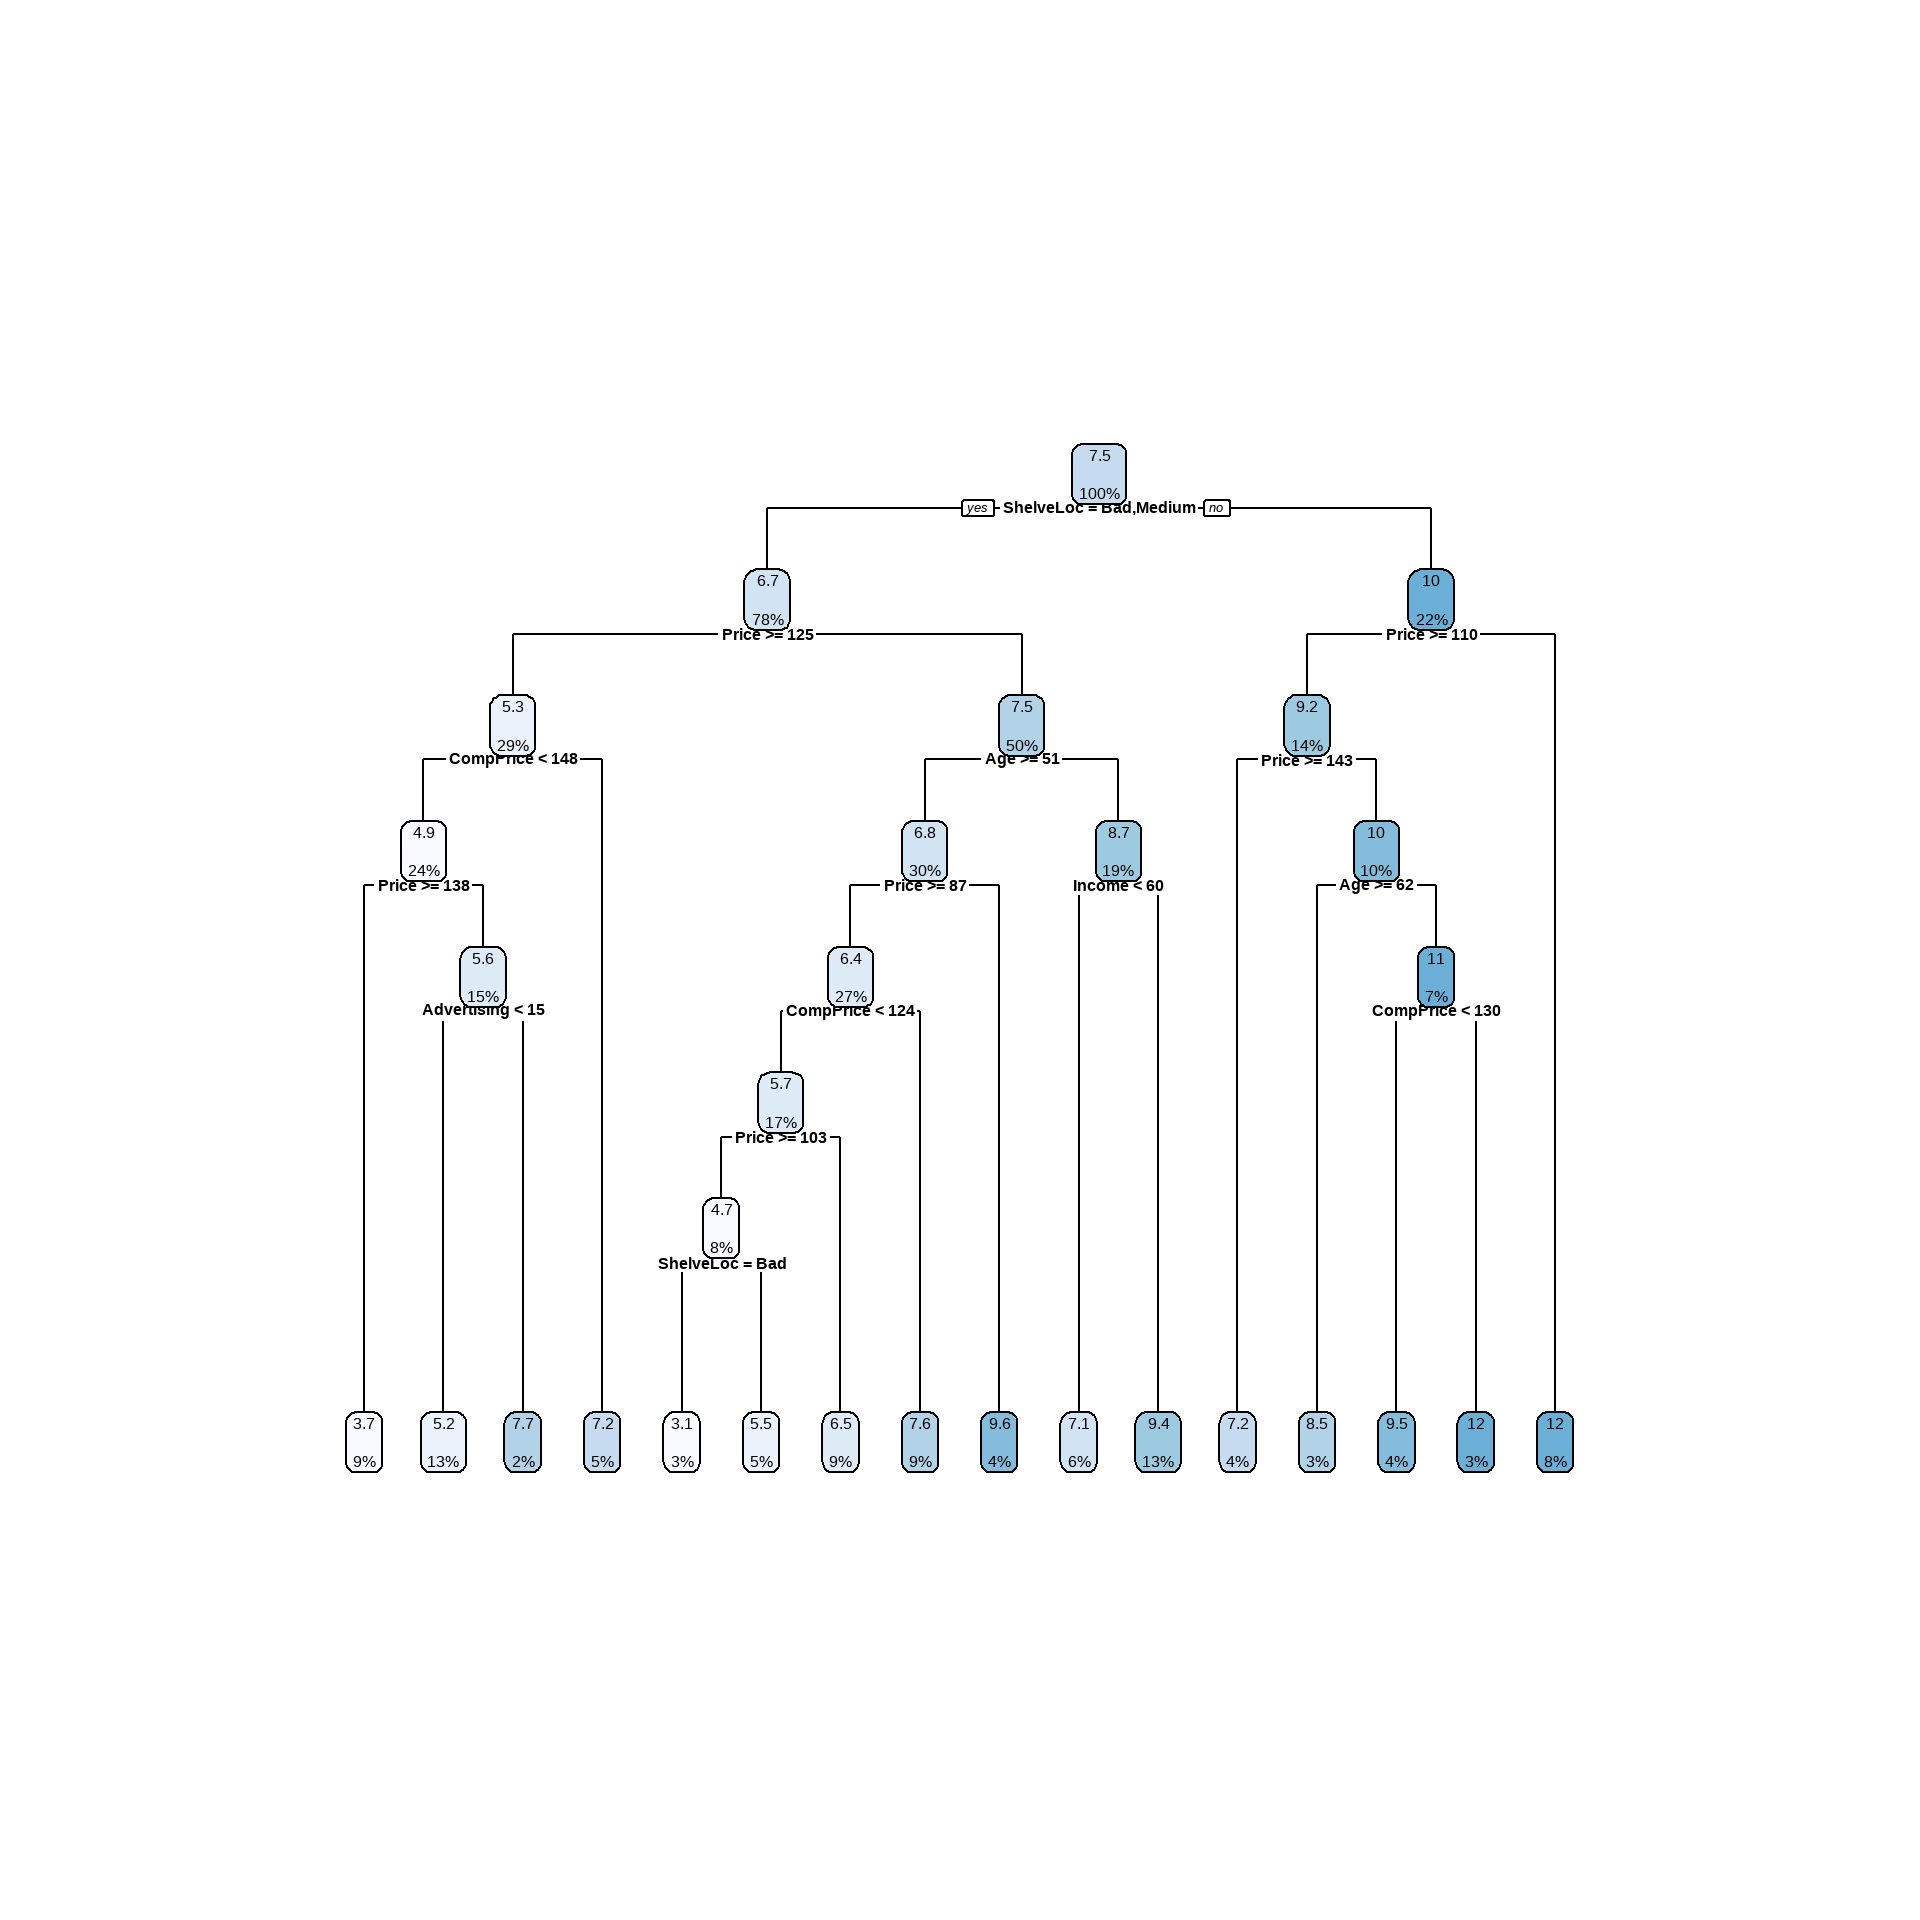 7.5
100%
yes ShelveLoc = Bad,Medium no
6.7 10
78% 22%
Price >= 125 Price >= 110
5.3 7.5 9.2
29% 50% 14%
CompPrice < 148 Age >= 51 Price >= 143
4.9 6.8 8.7 10
24% 30% 19% 10%
Price >= 138 Price >= 87 Income < 60 Age >= 62
5.6 6.4 11
15% 27% 7%
Advertising < 15 CompPrice < 124 CompPrice < 130
5.7
17%
Price >= 103
4.7
8%
ShelveLoc = Bad
3.7 5.2 7.7 7.2 3.1 5.5 6.5 7.6 9.6 7.1 9.4 7.2 8.5 9.5 12 12
9% 13% 2% 5% 3% 5% 9% 9% 4% 6% 13% 4% 3% 4% 3% 8%